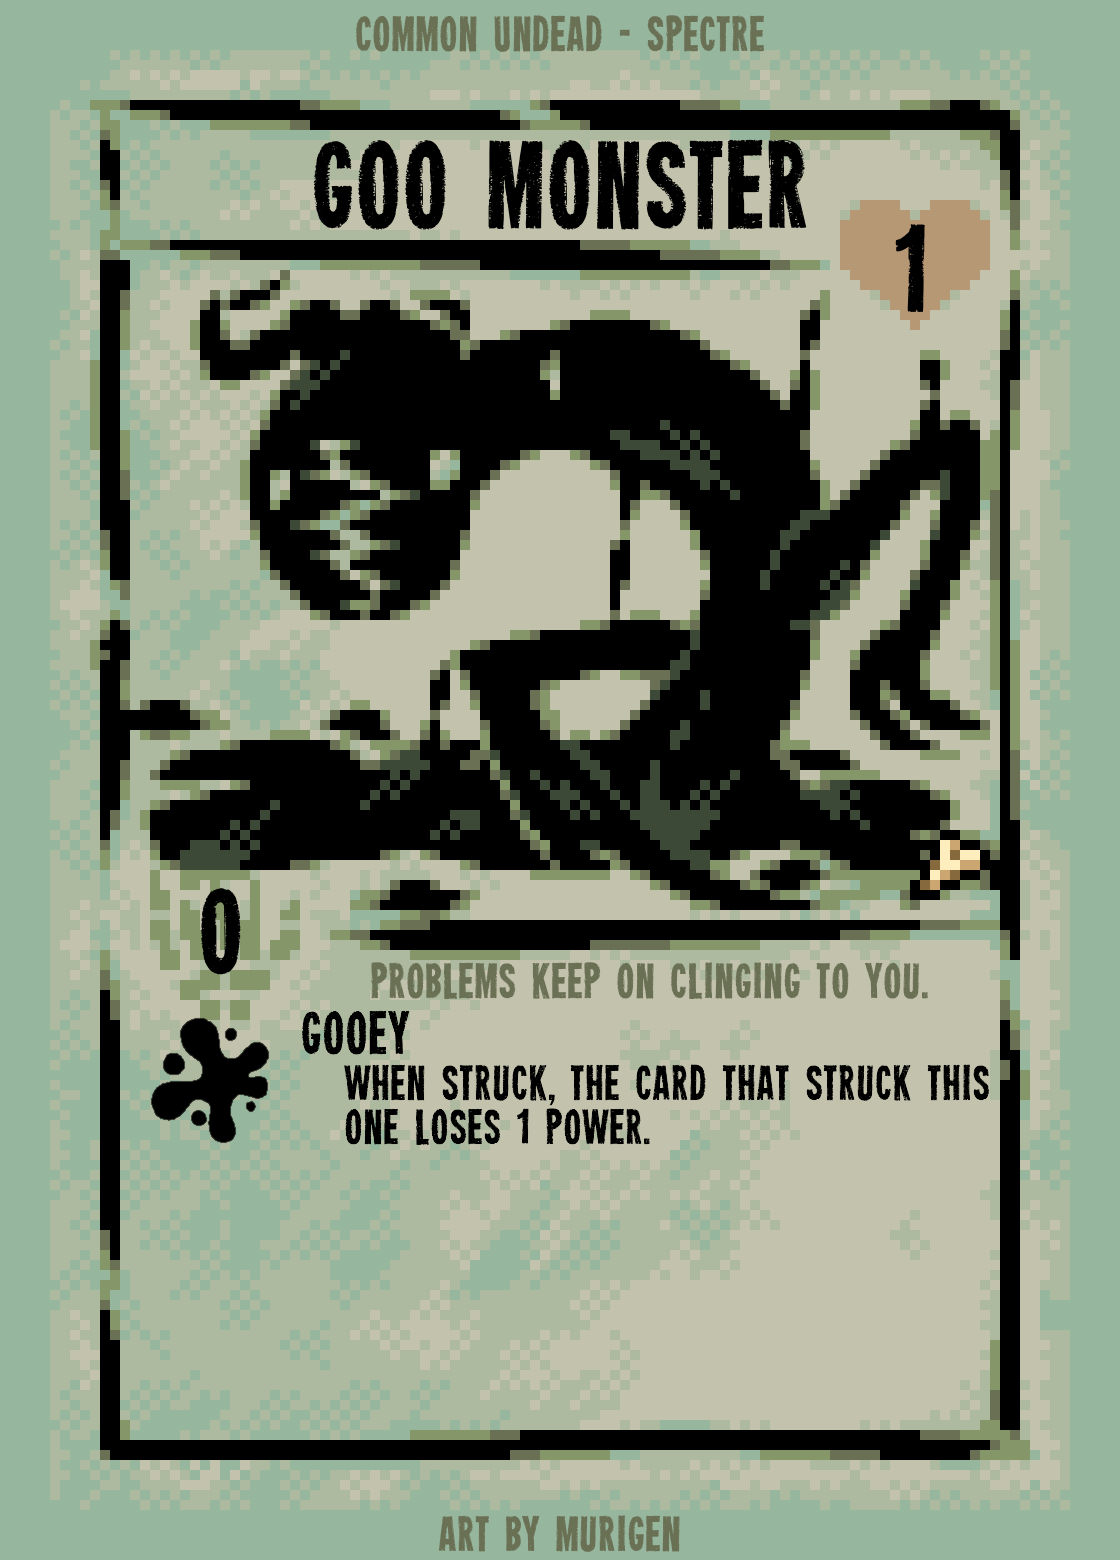 COMMON UNDEAD - SPECTRE
GOO MONSTER
1
0
PROBLEMS KEEP ON CLINGING TO YOU.
GOOEY
WHEN STRUCK, THE CARD THAT STRUCK THIS
ONE LOSES 1 POWER.
ART BY MURIGEN